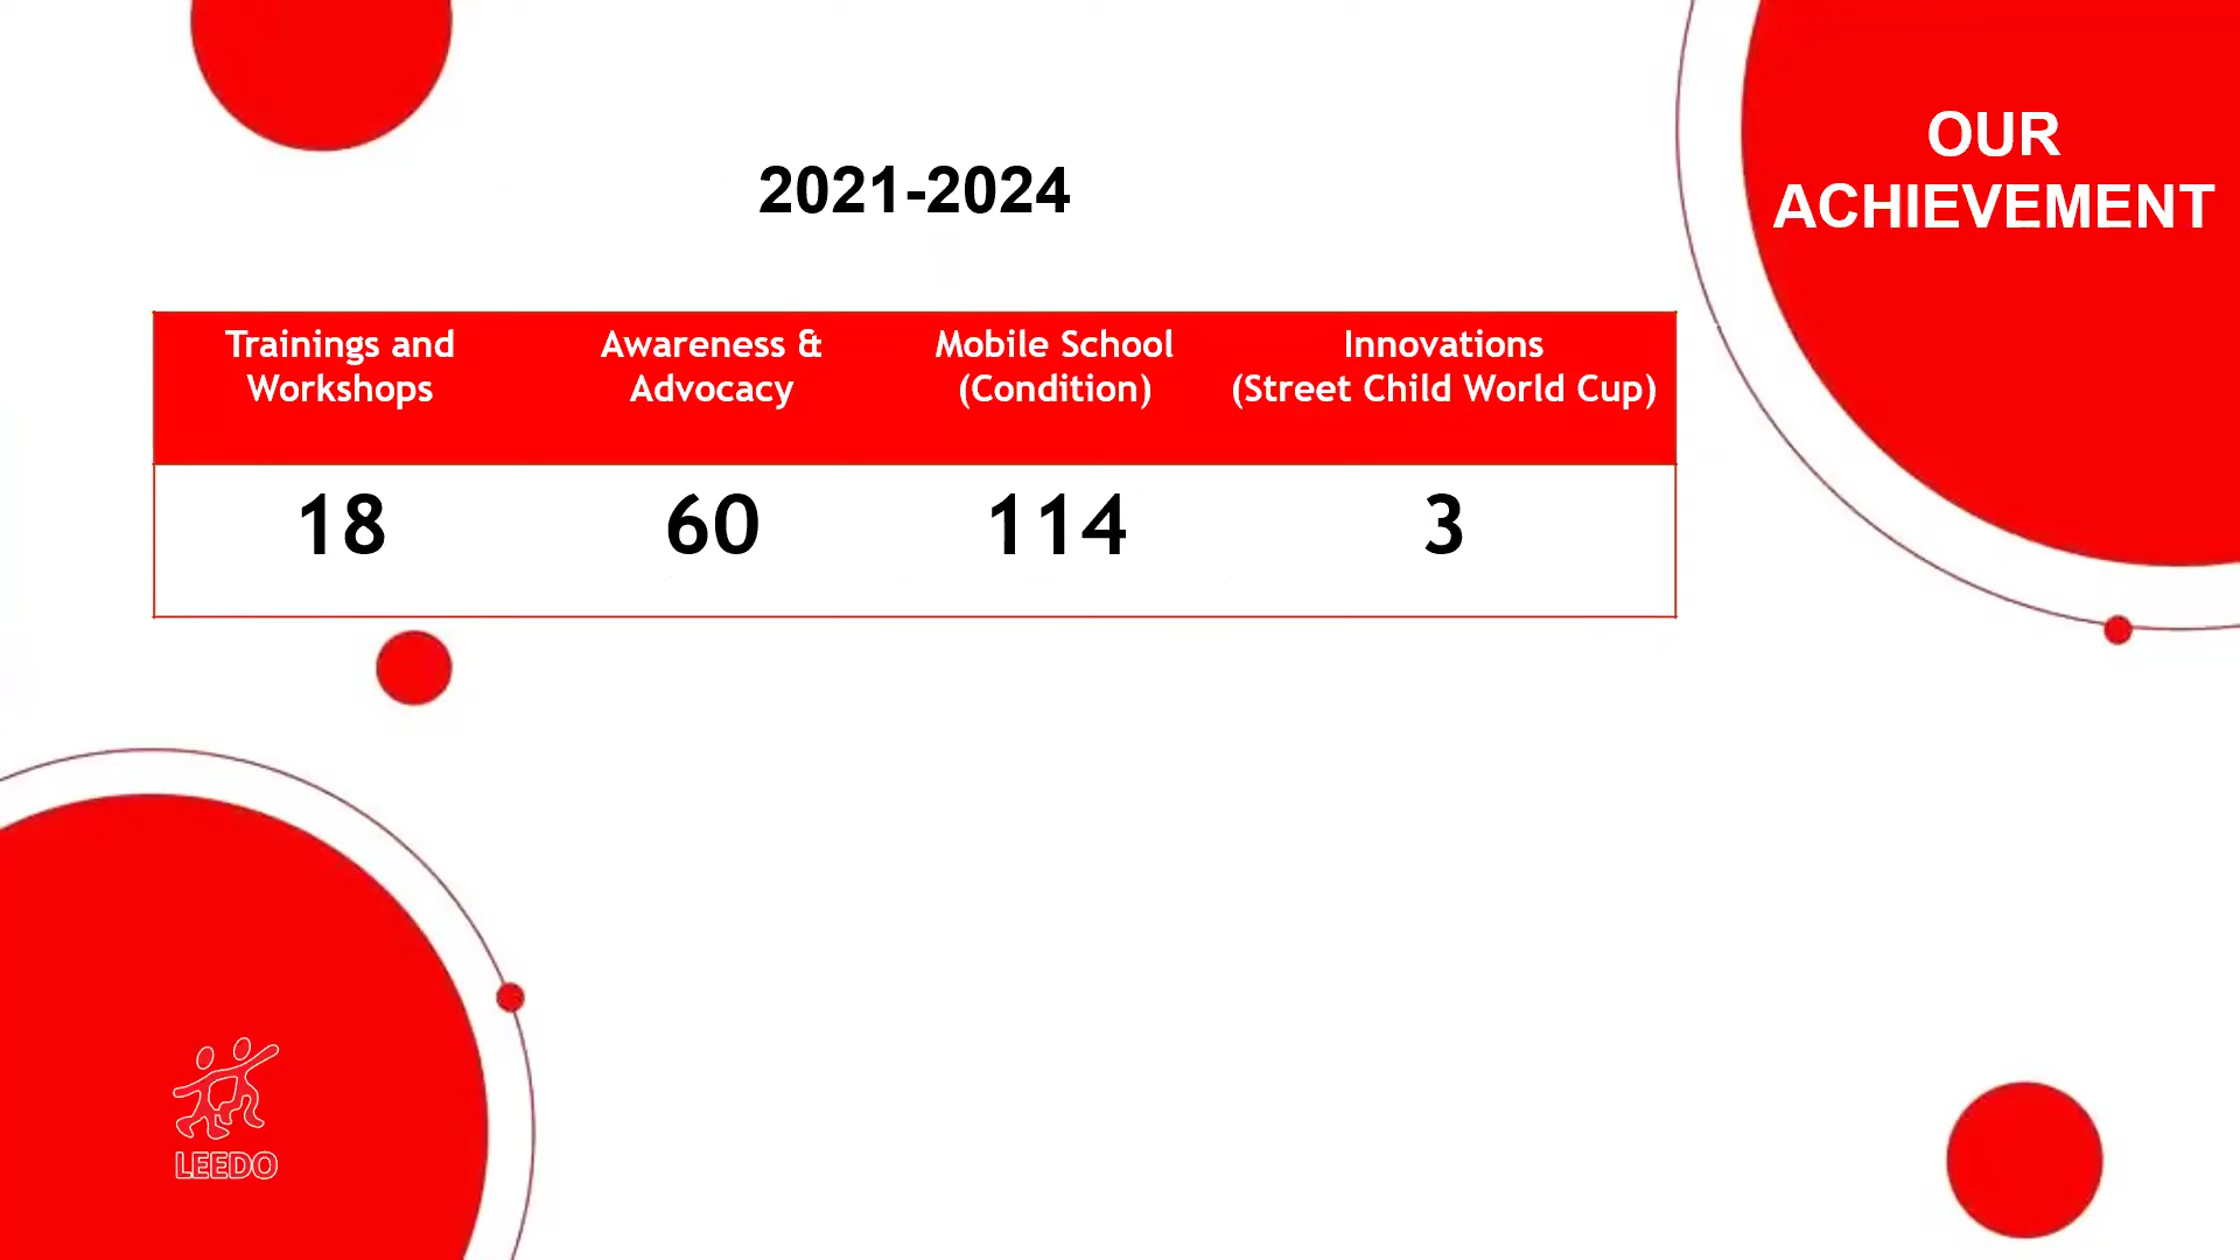 OUR
ACHIEVEMENT
2021-2024
Trainings and
Workshops
Awareness &
Advocacy
Mobile School
(Condition)
Innovations
(Street Child World Cup)
18
60
114
3
LEEDO